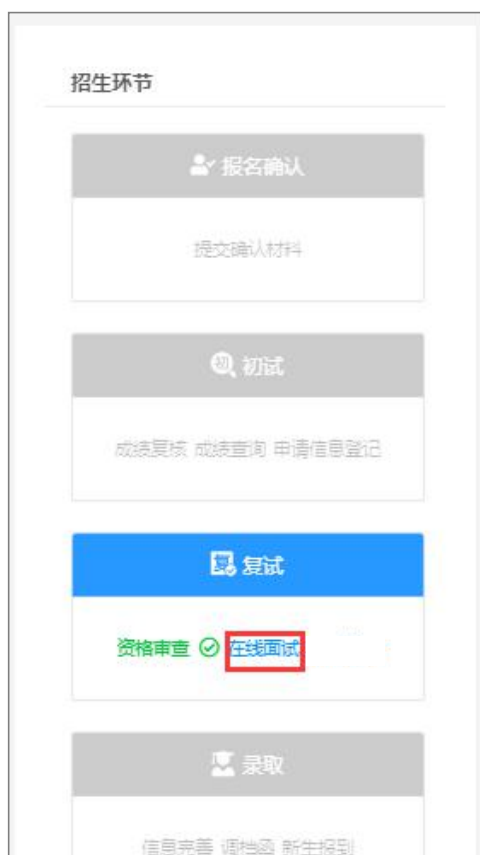 招生环节
报名确认
提交确认材料
初试
成绩复核 成绩查询 申请信息登记
复试
资格审查 在线面试
录取
信息完善 调档函 新生报到